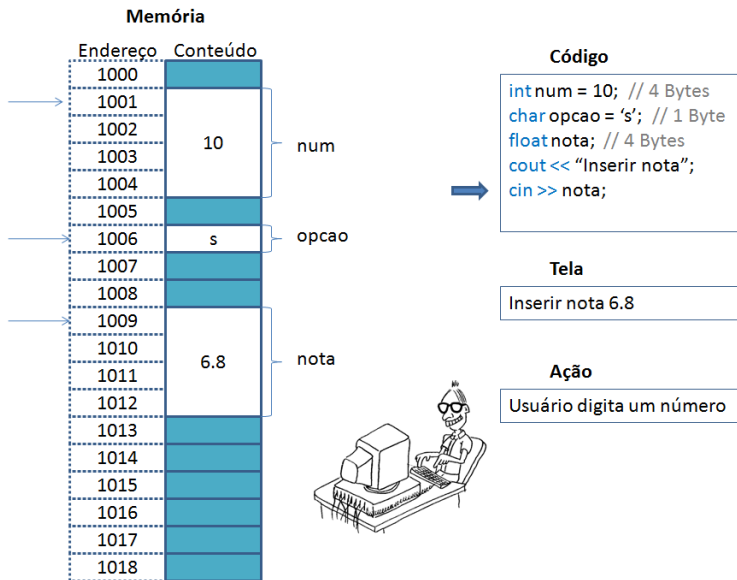 Memória
Endereço Conteúdo
1000
1001
1002
1003
1004
10
num
1005
1006
s
opcao
1007
1008
1009
1010
1011
1012
6.8
nota
1013
1014
1015
1016
1017
1018
Código
int num = 10; // 4 Bytes
char opcao = ‘s’; // 1 Byte
float nota; // 4 Bytes
cout << “Inserir nota”;
cin >> nota;
Tela
Inserir nota 6.8
Ação
Usuário digita um número